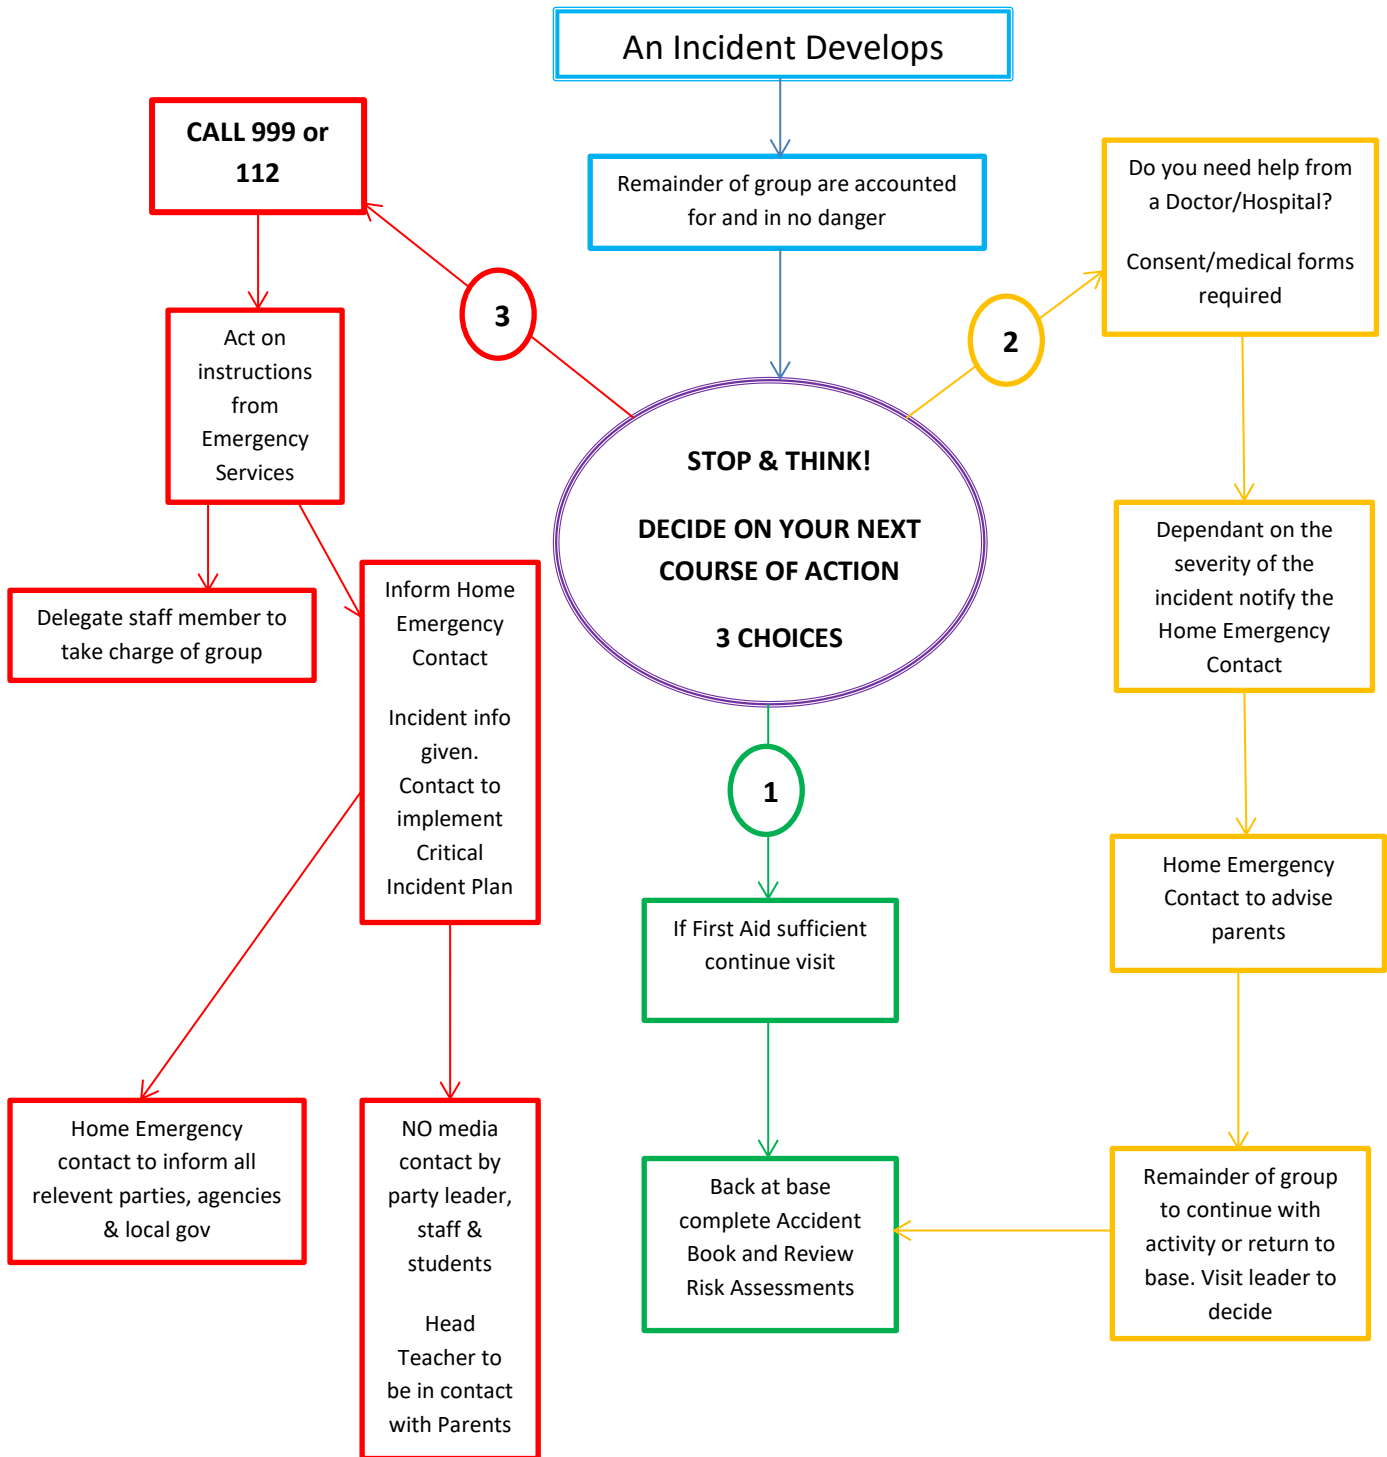 An Incident Develops
CALL 999 or
112
Remainder of group are accounted
for and in no danger
Do you need help from
a Doctor/Hospital?
Consent/medical forms
required
3
2
Act on
instructions
from
Emergency
Services
STOP & THINK!
DECIDE ON YOUR NEXT
COURSE OF ACTION
3 CHOICES
Dependant on the
severity of the
incident notify the
Home Emergency
Contact
Delegate staff member to
take charge of group
Inform Home
Emergency
Contact
Incident info
given.
Contact to
implement
Critical
Incident Plan
1
Home Emergency
Contact to advise
parents
If First Aid sufficient
continue visit
Home Emergency
contact to inform all
relevent parties, agencies
& local gov
NO media
contact by
party leader,
staff &
students
Head
Teacher to
be in contact
with Parents
Back at base
complete Accident
Book and Review
Risk Assessments
Remainder of group
to continue with
activity or return to
base. Visit leader to
decide